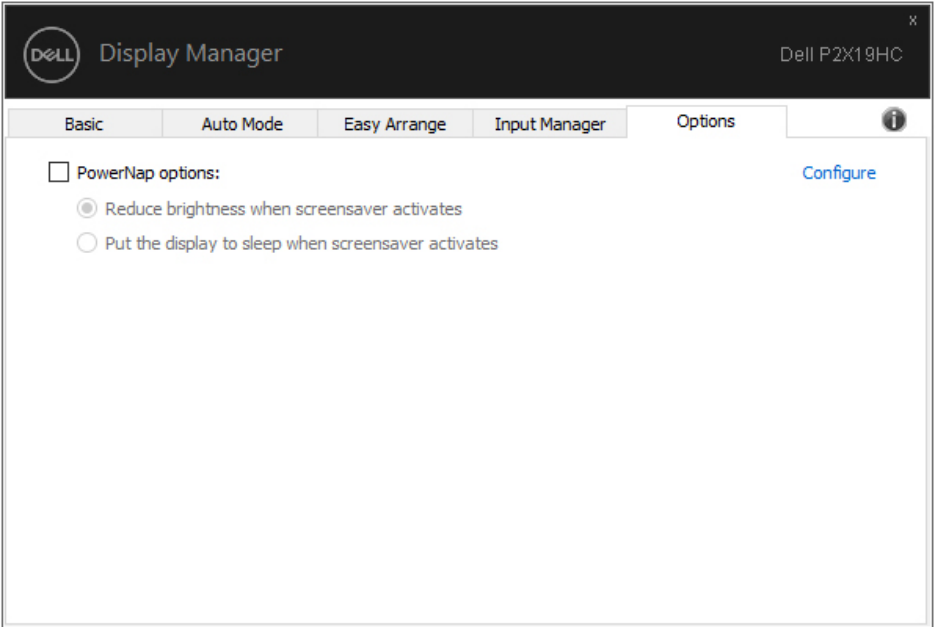 x
DELL Display Manager
Dell P2X19HC
Basic Auto Mode Easy Arrange Input Manager Options
PowerNap options: Configure
Reduce brightness when screensaver activates
Put the display to sleep when screensaver activates